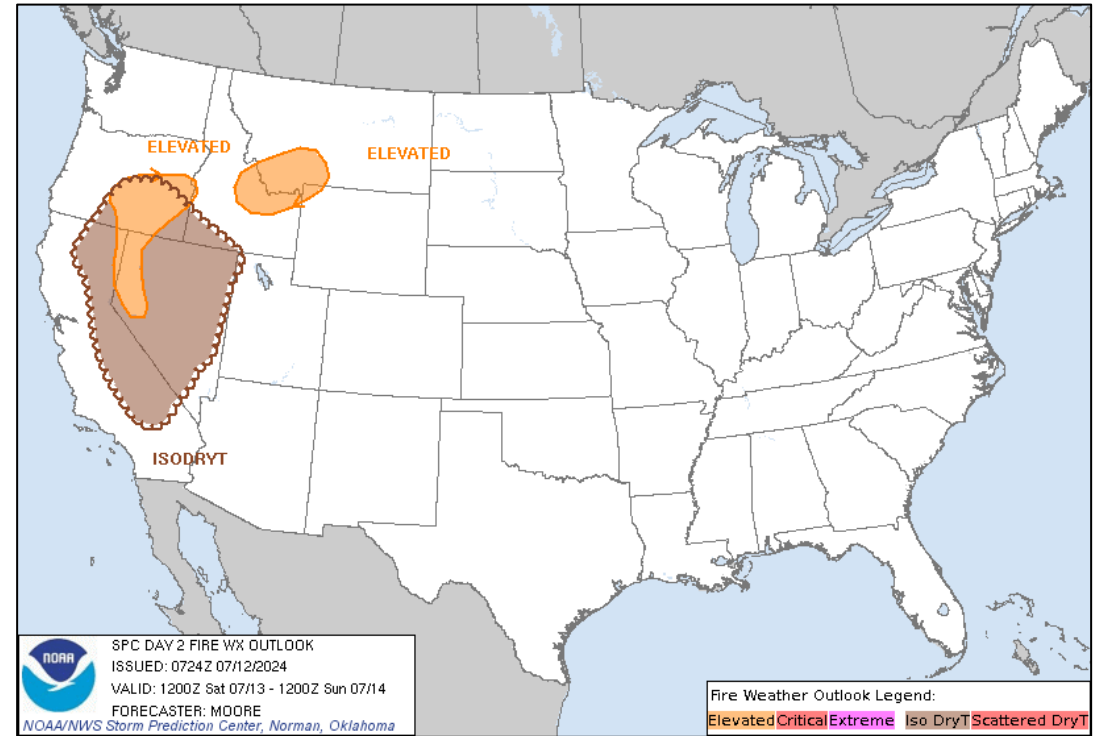 ELEVATED
ELEVATED
ISODRYT
NOAA
SPC DAY 2 FIRE WX OUTLOOK
ISSUED: 0724Z 07/12/2024
VALID: 1200Z Sat 07/13 - 1200Z Sun 07/14
FORECASTER: MOORE
NOAA/NWS Storm Prediction Center, Norman, Oklahoma
Fire Weather Outlook Legend:
Elevated Critical Extreme Iso DryT Scattered DryT